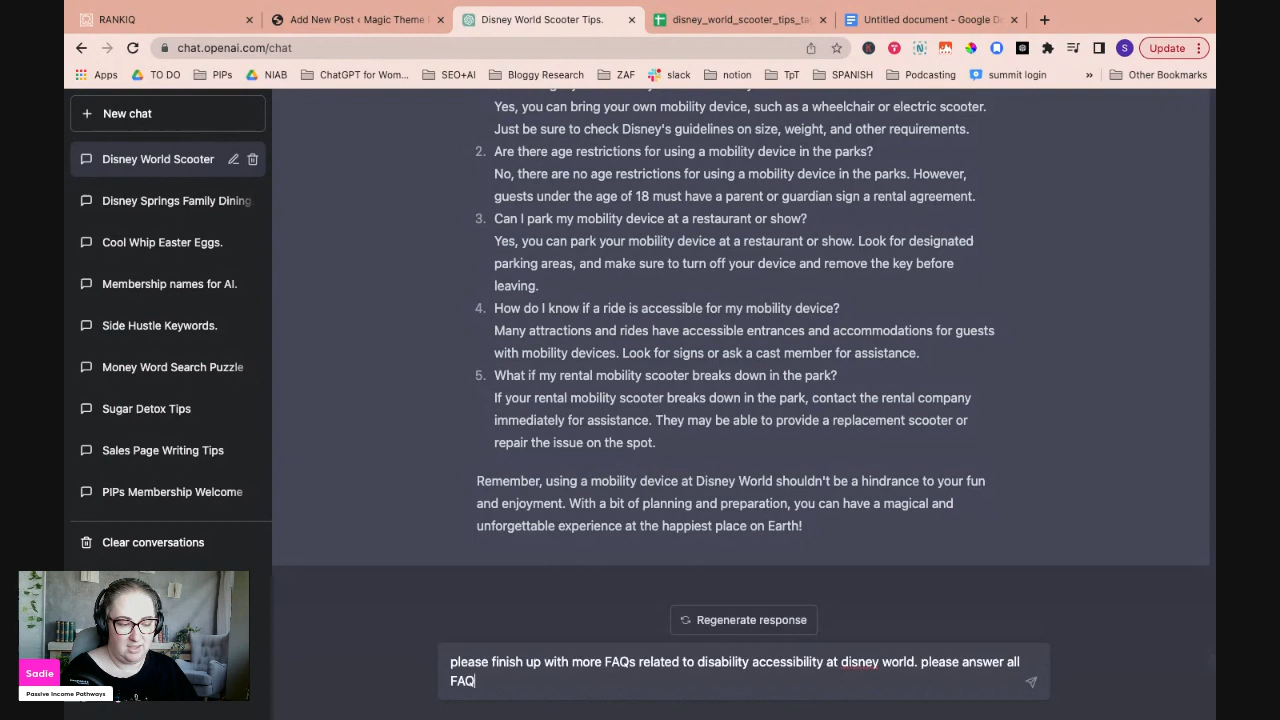 RANKIQ
Add New Post ‹ Magic Theme P
Disney World Scooter Tips.
disney_world_scooter_tips_ta
Untitled document - Google D
chat.openai.com/chat
S
Update
Apps
TO DO
PIPs
NIAB
ChatGPT for Wom...
SEO+AI
Bloggy Research
ZAF
slack
notion
TpT
SPANISH
Podcasting
summit login
»
Other Bookmarks
New chat
Disney World Scooter
Disney Springs Family Dining
Cool Whip Easter Eggs.
Membership names for AI.
Side Hustle Keywords.
Money Word Search Puzzle
Sugar Detox Tips
Sales Page Writing Tips
PIPs Membership Welcome
Clear conversations
Yes, you can bring your own mobility device, such as a wheelchair or electric scooter.
Just be sure to check Disney's guidelines on size, weight, and other requirements.
2. Are there age restrictions for using a mobility device in the parks?
No, there are no age restrictions for using a mobility device in the parks. However,
guests under the age of 18 must have a parent or guardian sign a rental agreement.
3. Can I park my mobility device at a restaurant or show?
Yes, you can park your mobility device at a restaurant or show. Look for designated
parking areas, and make sure to turn off your device and remove the key before
leaving.
4. How do I know if a ride is accessible for my mobility device?
Many attractions and rides have accessible entrances and accommodations for guests
with mobility devices. Look for signs or ask a cast member for assistance.
5. What if my rental mobility scooter breaks down in the park?
If your rental mobility scooter breaks down in the park, contact the rental company
immediately for assistance. They may be able to provide a replacement scooter or
repair the issue on the spot.
Remember, using a mobility device at Disney World shouldn't be a hindrance to your fun
and enjoyment. With a bit of planning and preparation, you can have a magical and
unforgettable experience at the happiest place on Earth!
Regenerate response
please finish up with more FAQs related to disability accessibility at disney world. please answer all
FAQ
Sadie
Passive Income Pathways